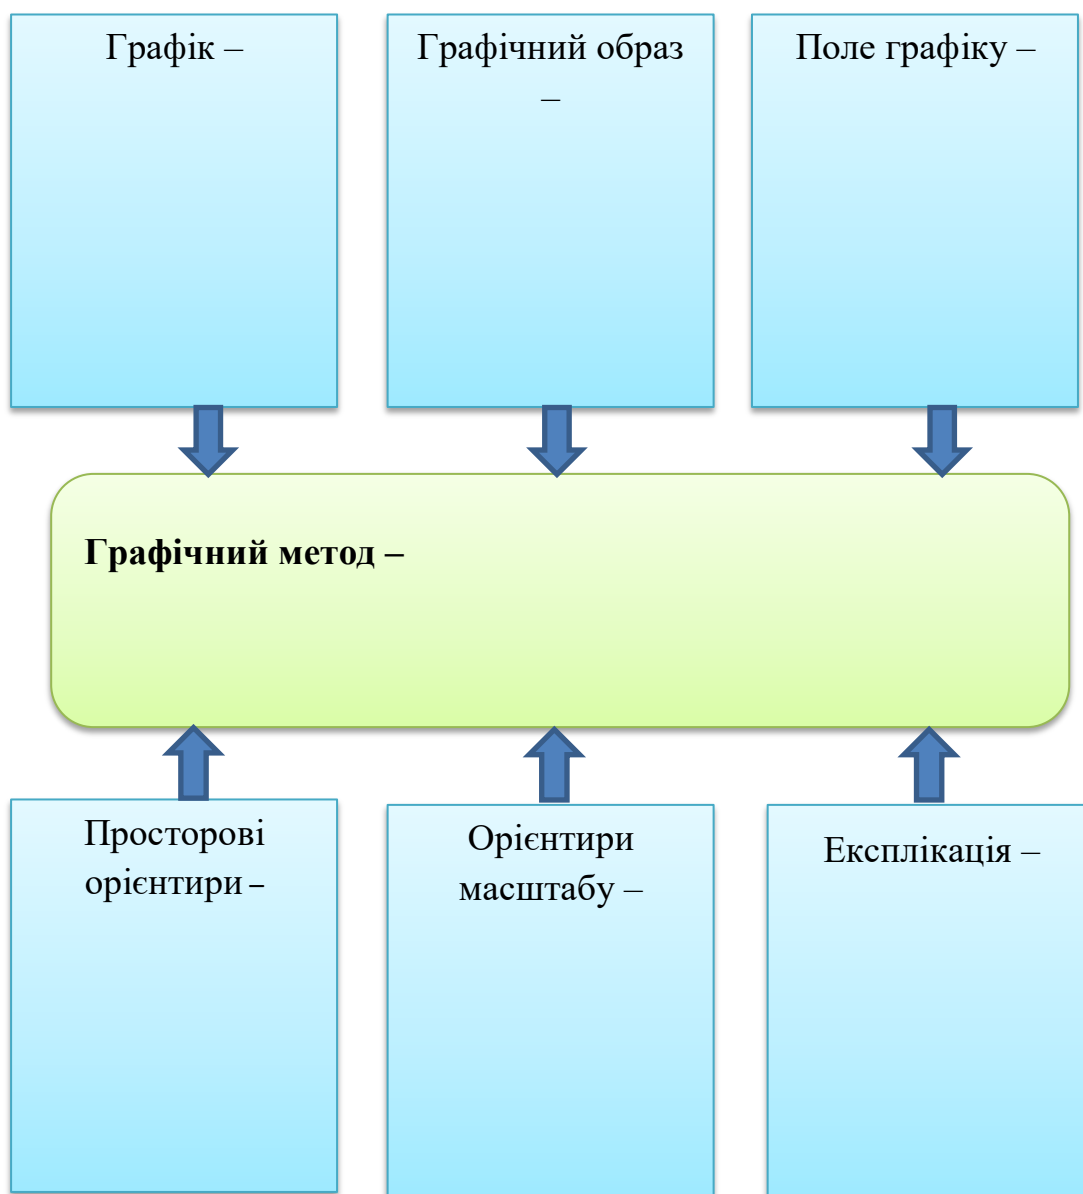 Графік –
Графічний образ
–
Поле графіку –
Графічний метод –
Просторові
орієнтири –
Орієнтири
масштабу –
Експлікація –